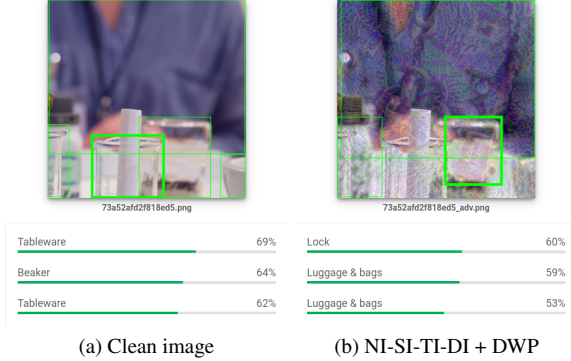 73a52afd2f818ed5.png
Tableware 69%
Beaker 64%
Tableware 62%
(a) Clean image
73a52afd2f818ed5_adv.png
Lock 60%
Luggage & bags 59%
Luggage & bags 53%
(b) NI-SI-TI-DI + DWP